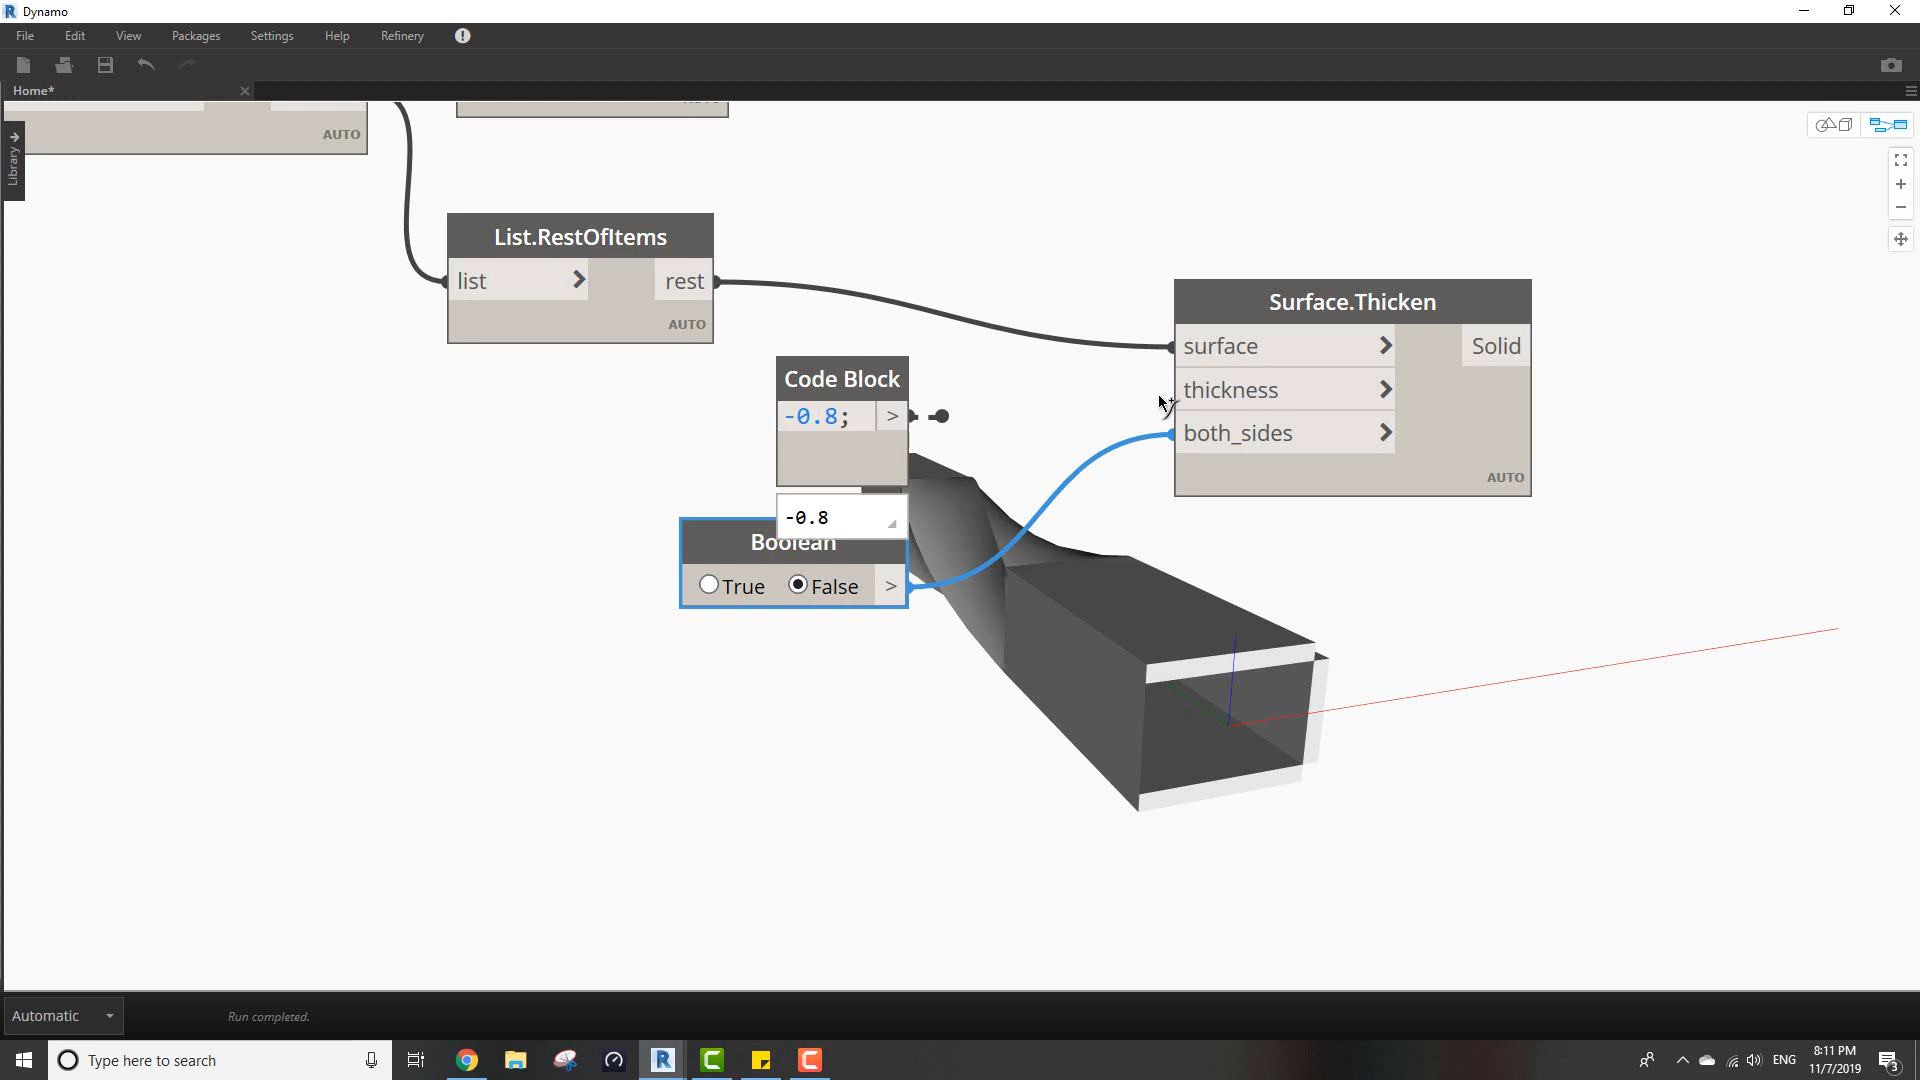 Dynamo
File Edit View Packages Settings Help Refinery
Home*
AUTO
Library
List.RestOfItems
list > rest
AUTO
Surface.Thicken
surface > Solid
thickness >
both_sides >
AUTO
Code Block
-0.8; >
-0.8
Boolean
True False >
Automatic
Run completed.
Type here to search
ENG
8:11 PM
11/7/2019
3